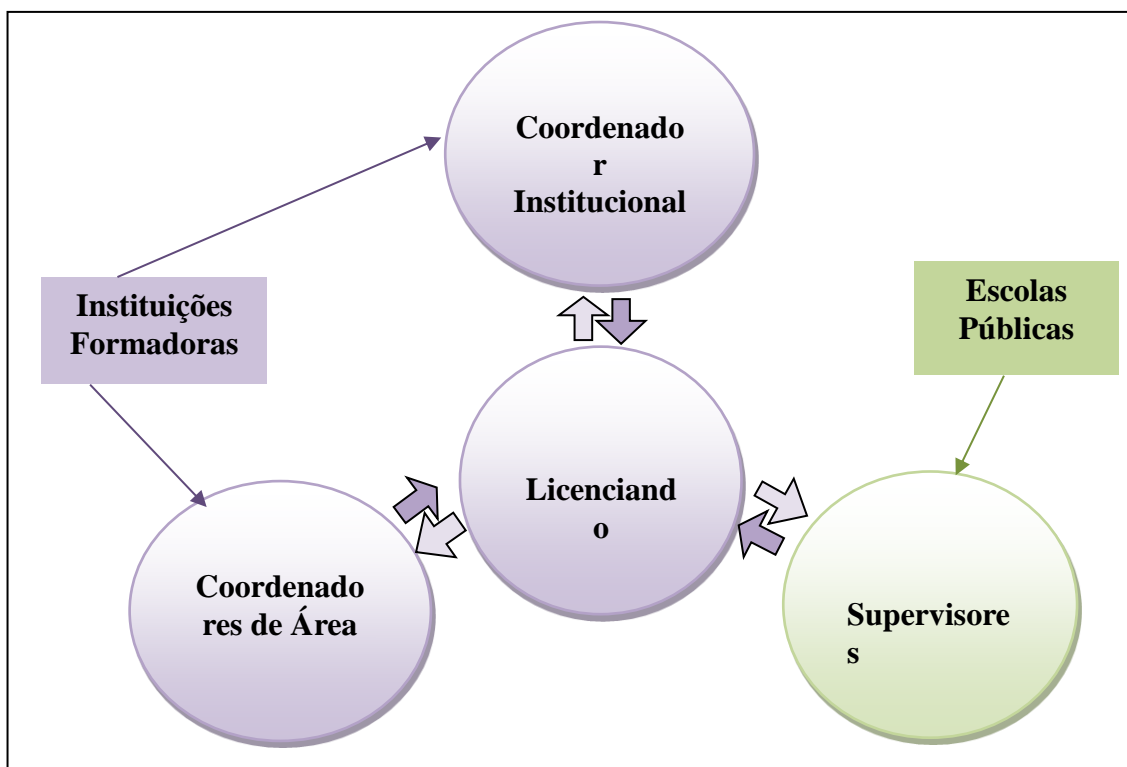 Coordenado
r
Institucional
Instituições
Formadoras
Escolas
Públicas
Licenciand
o
Coordenado
res de Área
Supervisore
s